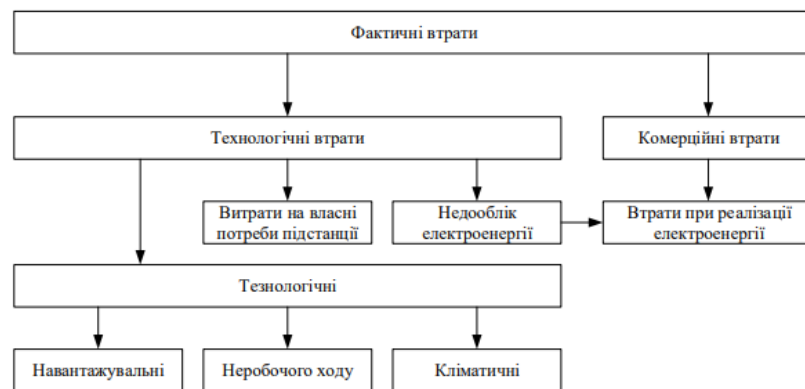 Фактичні втрати
Технологічні втрати
Комерційні втрати
Витрати на власні
потреби підстанції
Недооблік
електроенергії
Втрати при реалізації
електроенергії
Тезнологічні
Навантажувальні
Неробочого ходу
Кліматичні